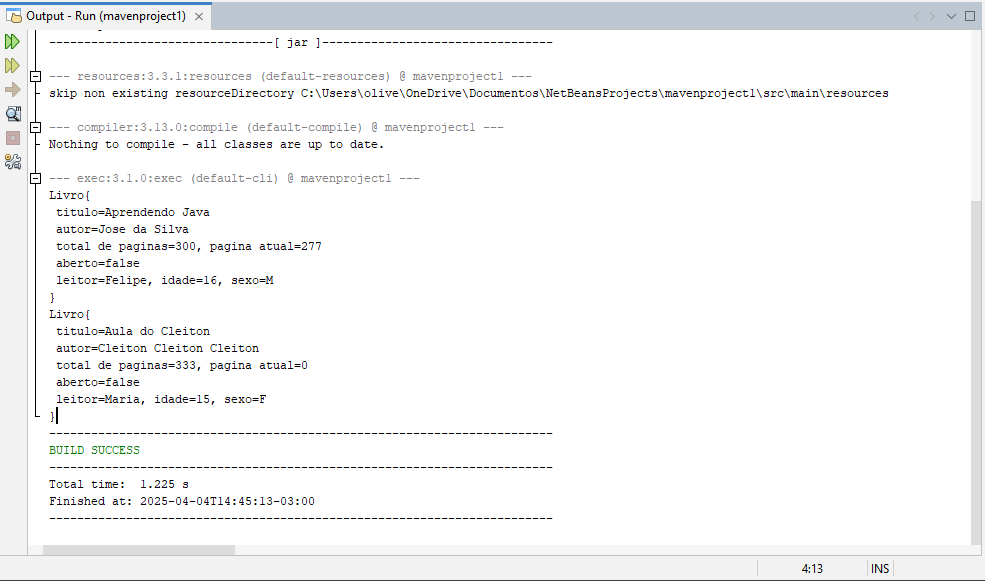 Output - Run (mavenproject1)
--------------------------------[ jar ]---------------------------------
--- resources:3.3.1:resources (default-resources) @ mavenproject1 ---
skip non existing resourceDirectory C:\Users\olive\OneDrive\Documentos\NetBeansProjects\mavenproject1\src\main\resources
--- compiler:3.13.0:compile (default-compile) @ mavenproject1 ---
Nothing to compile - all classes are up to date.
--- exec:3.1.0:exec (default-cli) @ mavenproject1 ---
Livro{
titulo=Aprendendo Java
autor=Jose da Silva
total de paginas=300, pagina atual=277
aberto=false
leitor=Felipe, idade=16, sexo=M
}
Livro{
titulo=Aula do Cleiton
autor=Cleiton Cleiton Cleiton
total de paginas=333, pagina atual=0
aberto=false
leitor=Maria, idade=15, sexo=F
}
------------------------------------------------------------------------
BUILD SUCCESS
------------------------------------------------------------------------
Total time:  1.225 s
Finished at: 2025-04-04T14:45:13-03:00
------------------------------------------------------------------------
4:13
INS